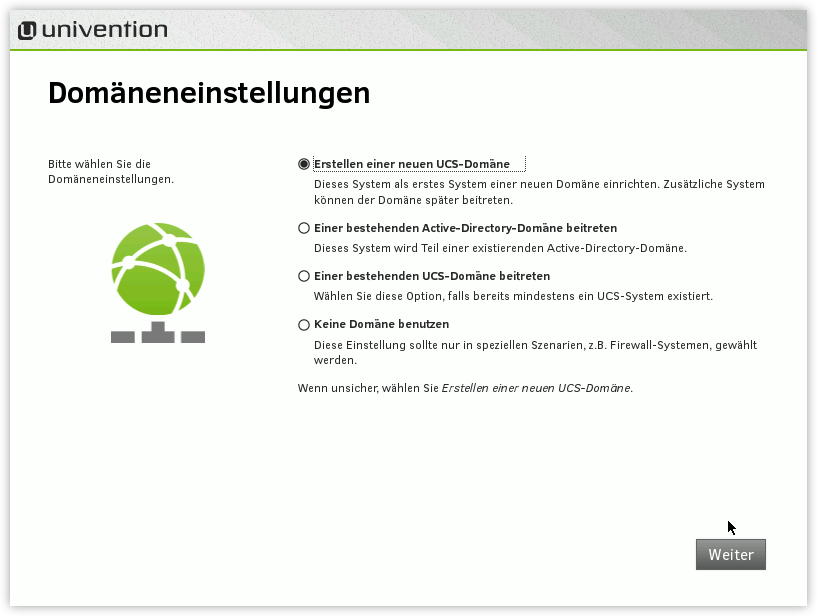 univention
Domäneneinstellungen
Bitte wählen Sie die
Domäneneinstellungen.
Erstellen einer neuen UCS-Domäne
Dieses System als erstes System einer neuen Domäne einrichten. Zusätzliche System
können der Domäne später beitreten.
Einer bestehenden Active-Directory-Domäne beitreten
Dieses System wird Teil einer existierenden Active-Directory-Domäne.
Einer bestehenden UCS-Domäne beitreten
Wählen Sie diese Option, falls bereits mindestens ein UCS-System existiert.
Keine Domäne benutzen
Diese Einstellung sollte nur in speziellen Szenarien, z.B. Firewall-Systemen, gewählt
werden.
Wenn unsicher, wählen Sie Erstellen einer neuen UCS-Domäne.
Weiter